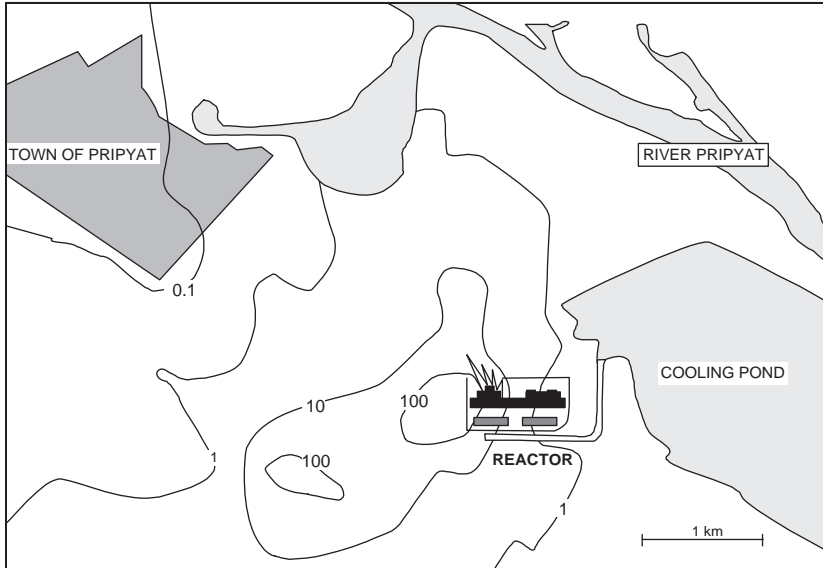 TOWN OF PRIPYAT
RIVER PRIPYAT
0.1
COOLING POND
10
100
1
100
REACTOR
1
1 km